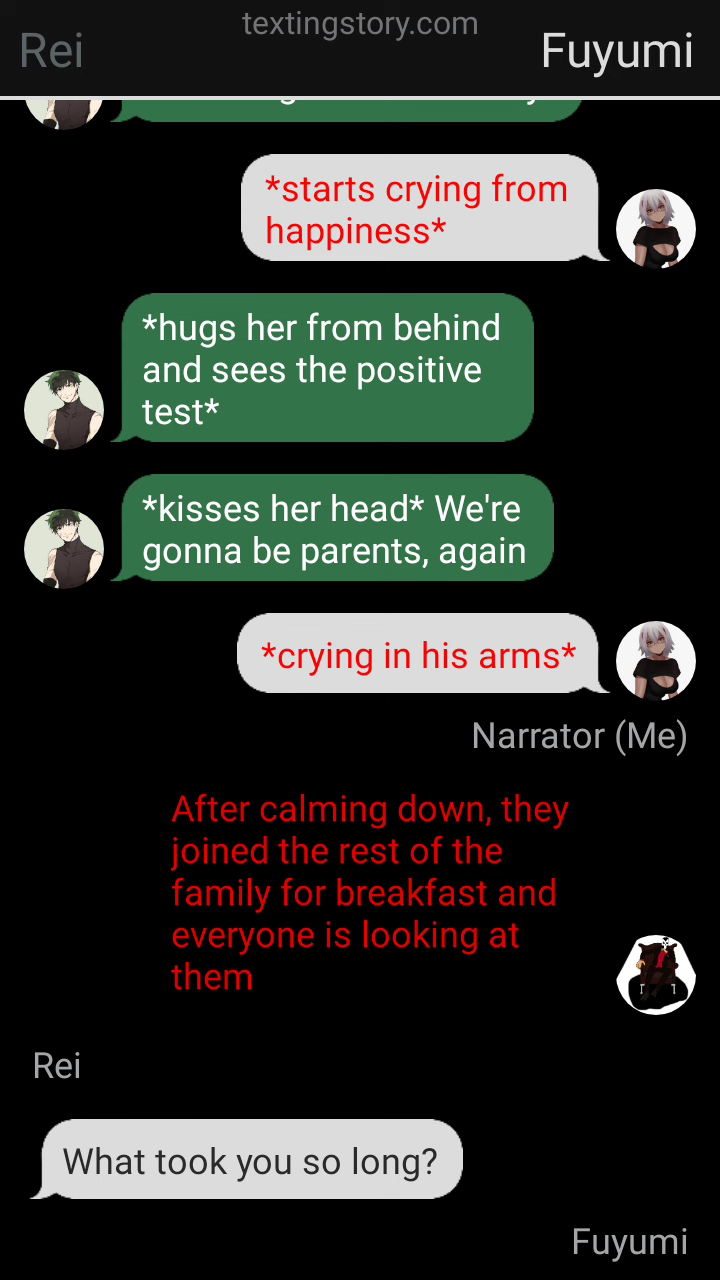 textingstory.com
Rei
Fuyumi
*starts crying from
happiness*
*hugs her from behind
and sees the positive
test*
*kisses her head* We're
gonna be parents, again
*crying in his arms*
Narrator (Me)
After calming down, they
joined the rest of the
family for breakfast and
everyone is looking at
them
Rei
What took you so long?
Fuyumi